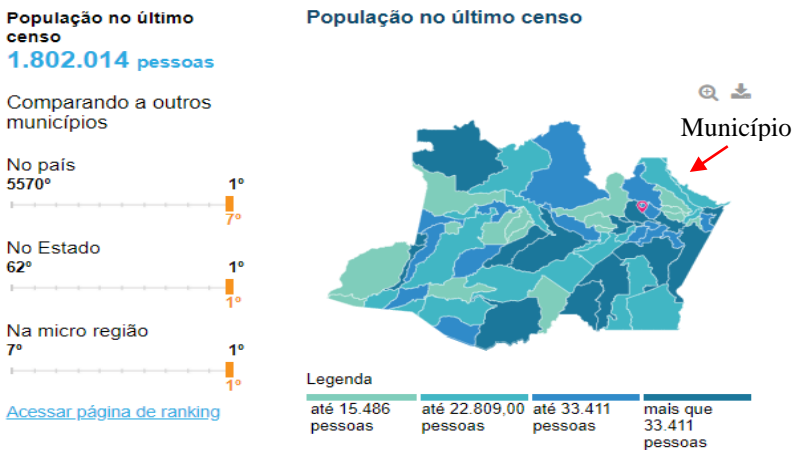 População no último
censo
1.802.014 pessoas
Comparando a outros
municípios
No país
5570º 1º
7º
No Estado
62º 1º
1º
Na micro região
7º 1º
1º
Acessar página de ranking
População no último censo
Município
Legenda
até 15.486
pessoas
até 22.809,00
pessoas
até 33.411
pessoas
mais que
33.411
pessoas